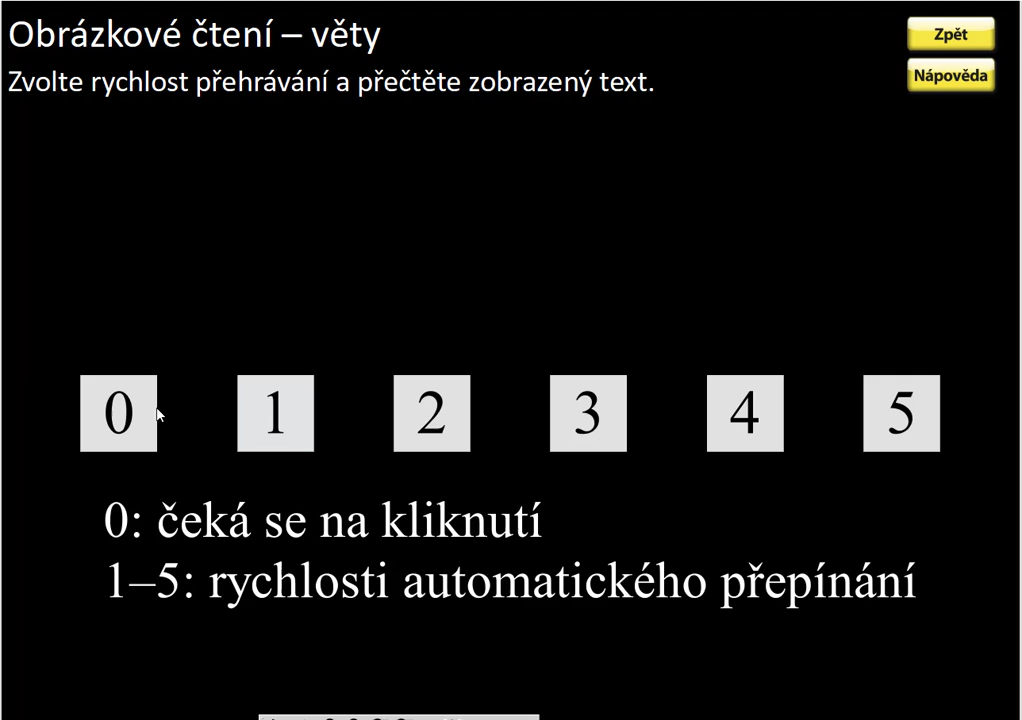 Obrázkové čtení – věty
Zpět
Zvolte rychlost přehrávání a přečtěte zobrazený text.
Nápověda
0 1 2 3 4 5
0: čeká se na kliknutí
1–5: rychlosti automatického přepínání